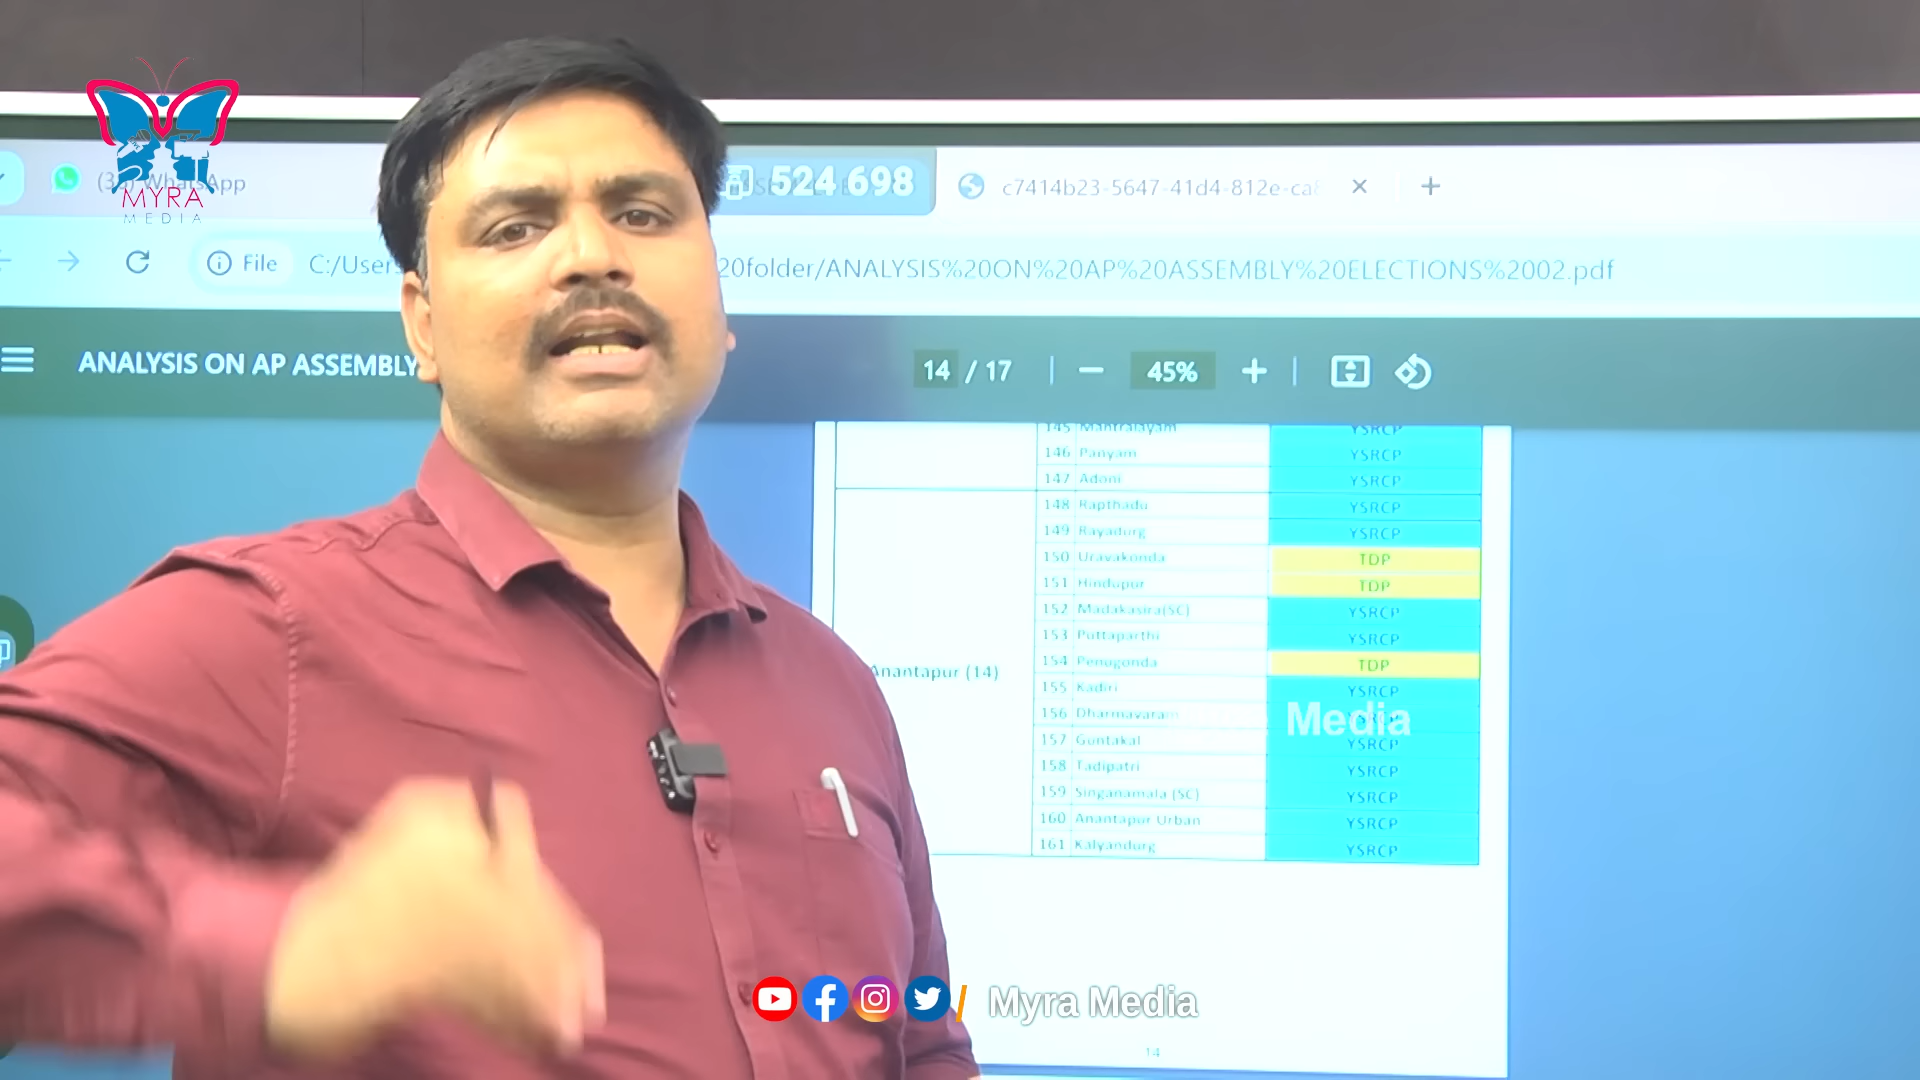 MYRA
MEDIA
WhatsApp
524 698
c7414b23-5647-41d4-812e-ca
File
C:/Users
20folder/ANALYSIS%20ON%20AP%20ASSEMBLY%20ELECTIONS%2002.pdf
ANALYSIS ON AP ASSEMBLY
14 / 17
45%
145 Mantralayam YSRCP
146 Panyam YSRCP
147 Adoni YSRCP
148 Rapthadu YSRCP
149 Rayadurg YSRCP
150 Uravakonda TDP
151 Hindupur TDP
152 Madakasira(SC) YSRCP
153 Puttaparthi YSRCP
Anantapur (14)
154 Penugonda TDP
155 Kadiri YSRCP
156 Dharmavaram YSRCP
Media
157 Guntakal YSRCP
158 Tadipatri YSRCP
159 Singanamala (SC) YSRCP
160 Anantapur Urban YSRCP
161 Kalyandurg YSRCP
/ Myra Media
14